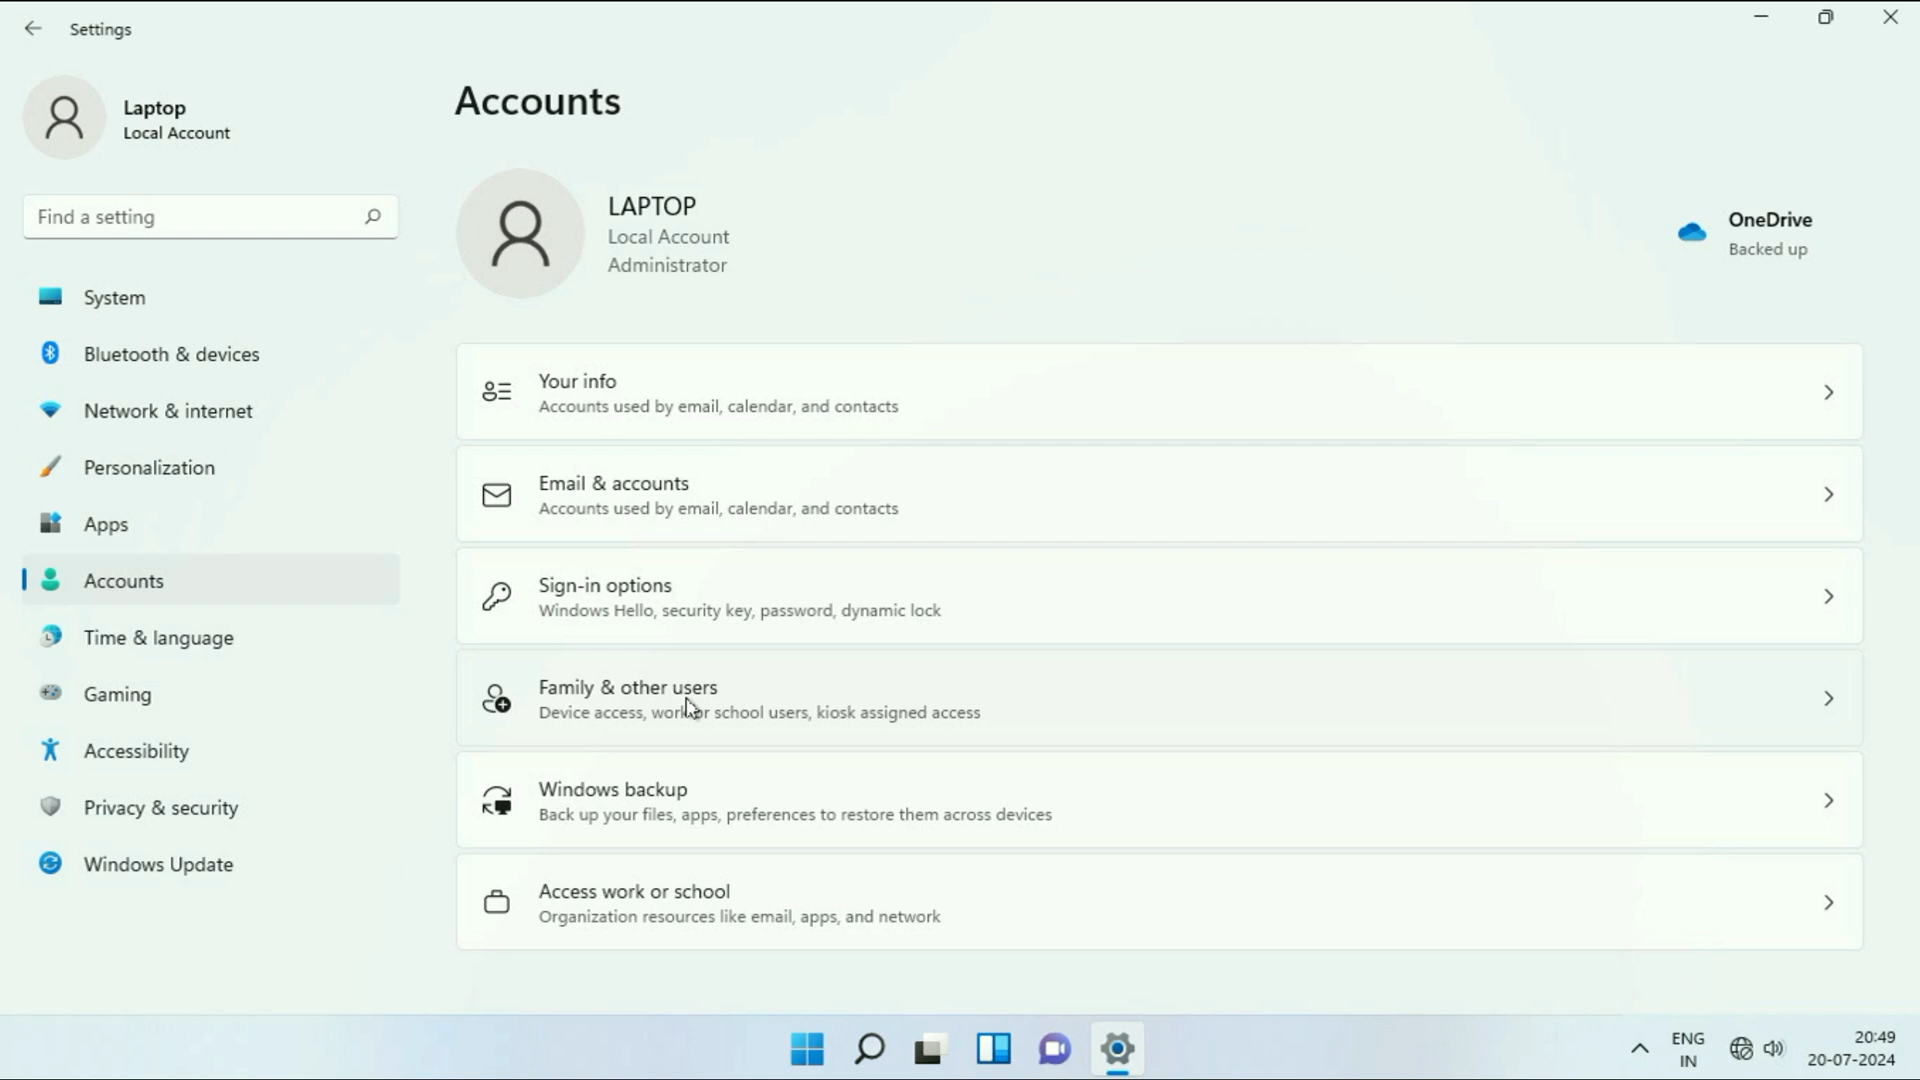 Settings
Laptop
Local Account
Find a setting
System
Bluetooth & devices
Network & internet
Personalization
Apps
Accounts
Time & language
Gaming
Accessibility
Privacy & security
Windows Update
Accounts
LAPTOP
Local Account
Administrator
OneDrive
Backed up
Your info
Accounts used by email, calendar, and contacts
Email & accounts
Accounts used by email, calendar, and contacts
Sign-in options
Windows Hello, security key, password, dynamic lock
Family & other users
Device access, work or school users, kiosk assigned access
Windows backup
Back up your files, apps, preferences to restore them across devices
Access work or school
Organization resources like email, apps, and network
ENG
IN
20:49
20-07-2024